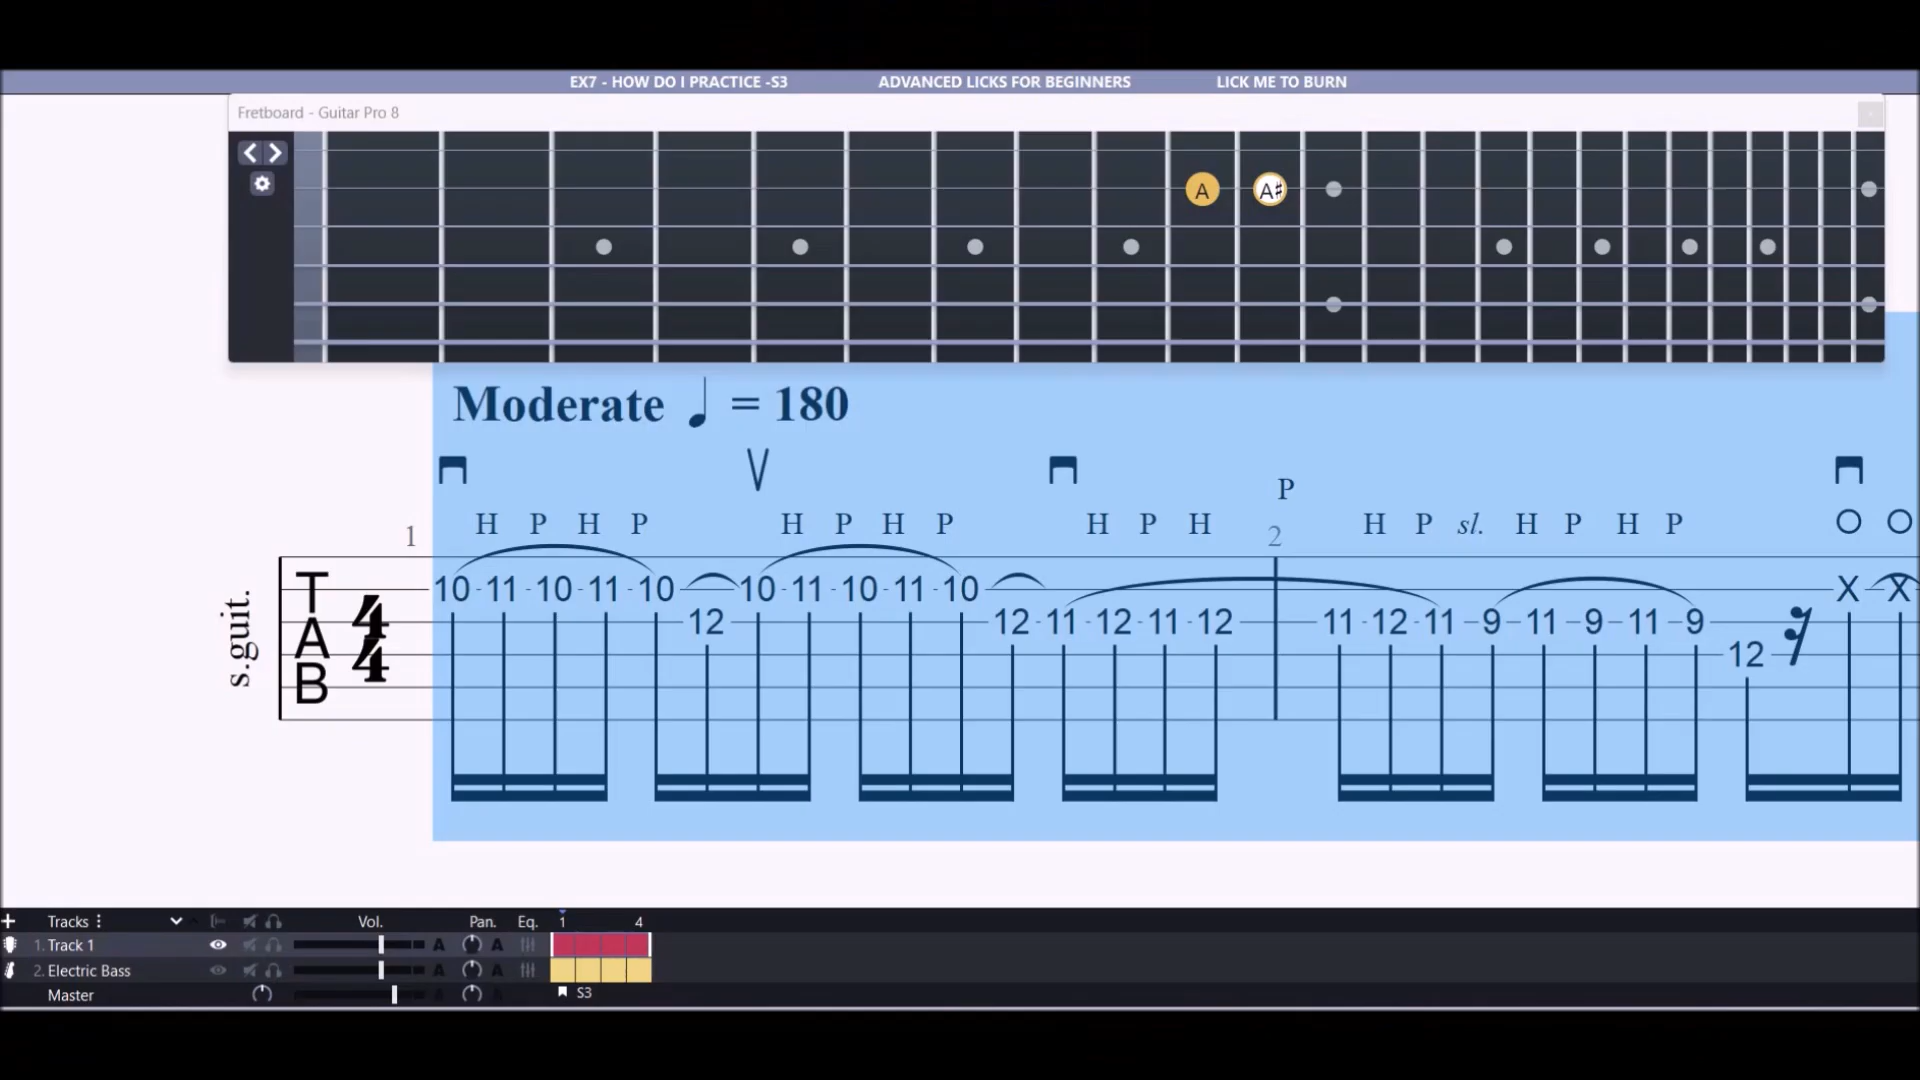 EX7 - HOW DO I PRACTICE -S3 ADVANCED LICKS FOR BEGINNERS LICK ME TO BURN
Fretboard - Guitar Pro 8
A A♯
Moderate ♩ = 180
P
H P H P H P H P H P H H P sl. H P H P
1 2
s.guit.
TAB
4/4
10 11 10 11 10 10 11 10 11 10 X X
12 12 11 12 11 12 11 12 11 9 11 9 11 9
12
Tracks Vol. Pan. Eq. 1 4
1. Track 1 A A
2. Electric Bass A A
Master S3